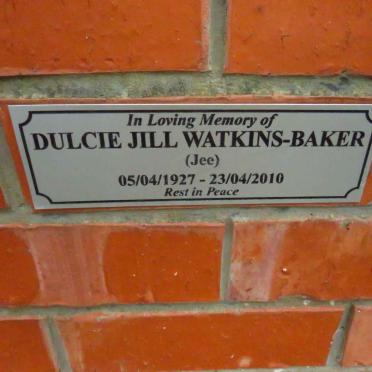 In Loving Memory of
DULCIE JILL WATKINS-BAKER
(Jee)
05/04/1927 - 23/04/2010
Rest in Peace